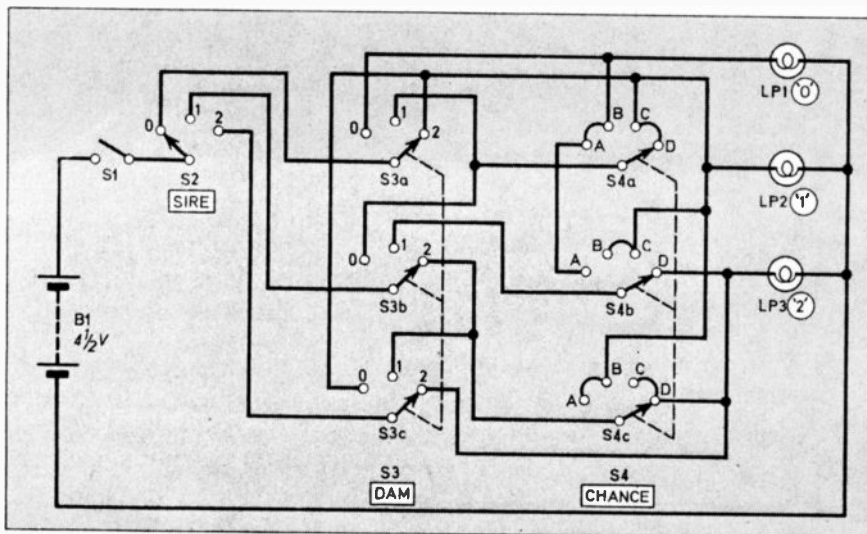 LP1 '0'
0
1
2
0
1
2
B
C
A
D
S1
S2
SIRE
S3a
S4a
LP2 '1'
0
1
2
A
B
C
D
S3b
S4b
LP3 '2'
B1
4½V
0
1
2
A
B
C
D
S3c
S4c
S3
DAM
S4
CHANCE